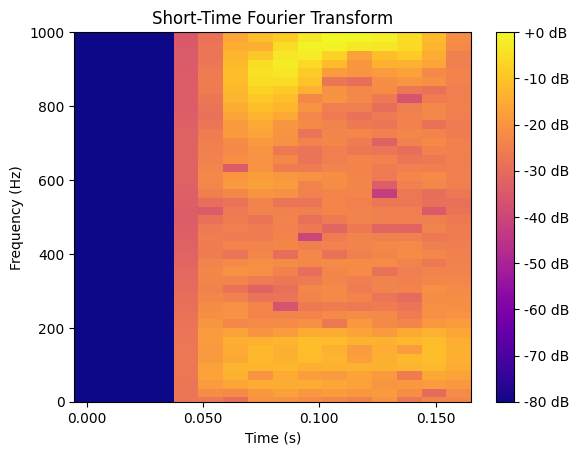 Short-Time Fourier Transform
1000
800
600
400
200
0
Frequency (Hz)
0.000
0.050
0.100
0.150
Time (s)
+0 dB
-10 dB
-20 dB
-30 dB
-40 dB
-50 dB
-60 dB
-70 dB
-80 dB